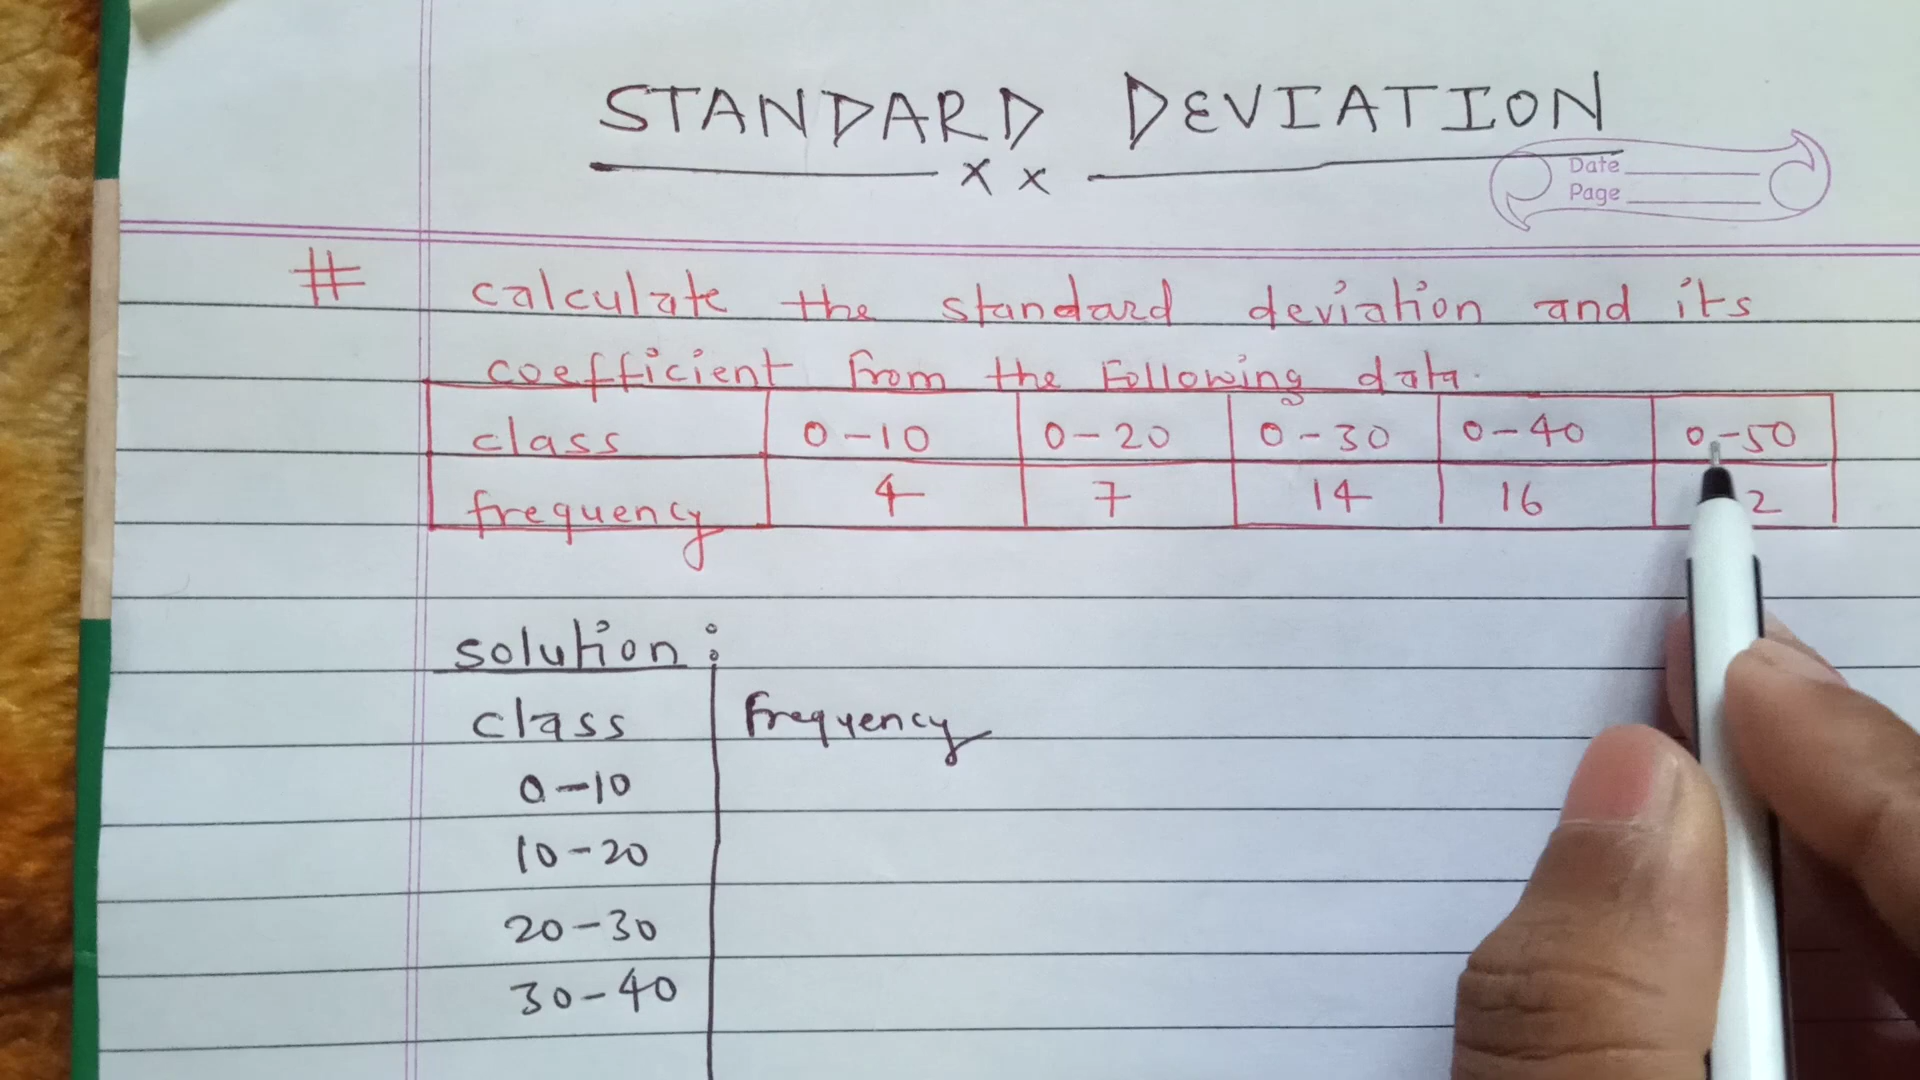 STANDARD DEVIATION
x x
Date
Page
# calculate the standard deviation and its
coefficient from the following data.
class 0-10 0-20 0-30 0-40 0-50
frequency 4 7 14 16
solution:
class frequency
0-10
10-20
20-30
30-40